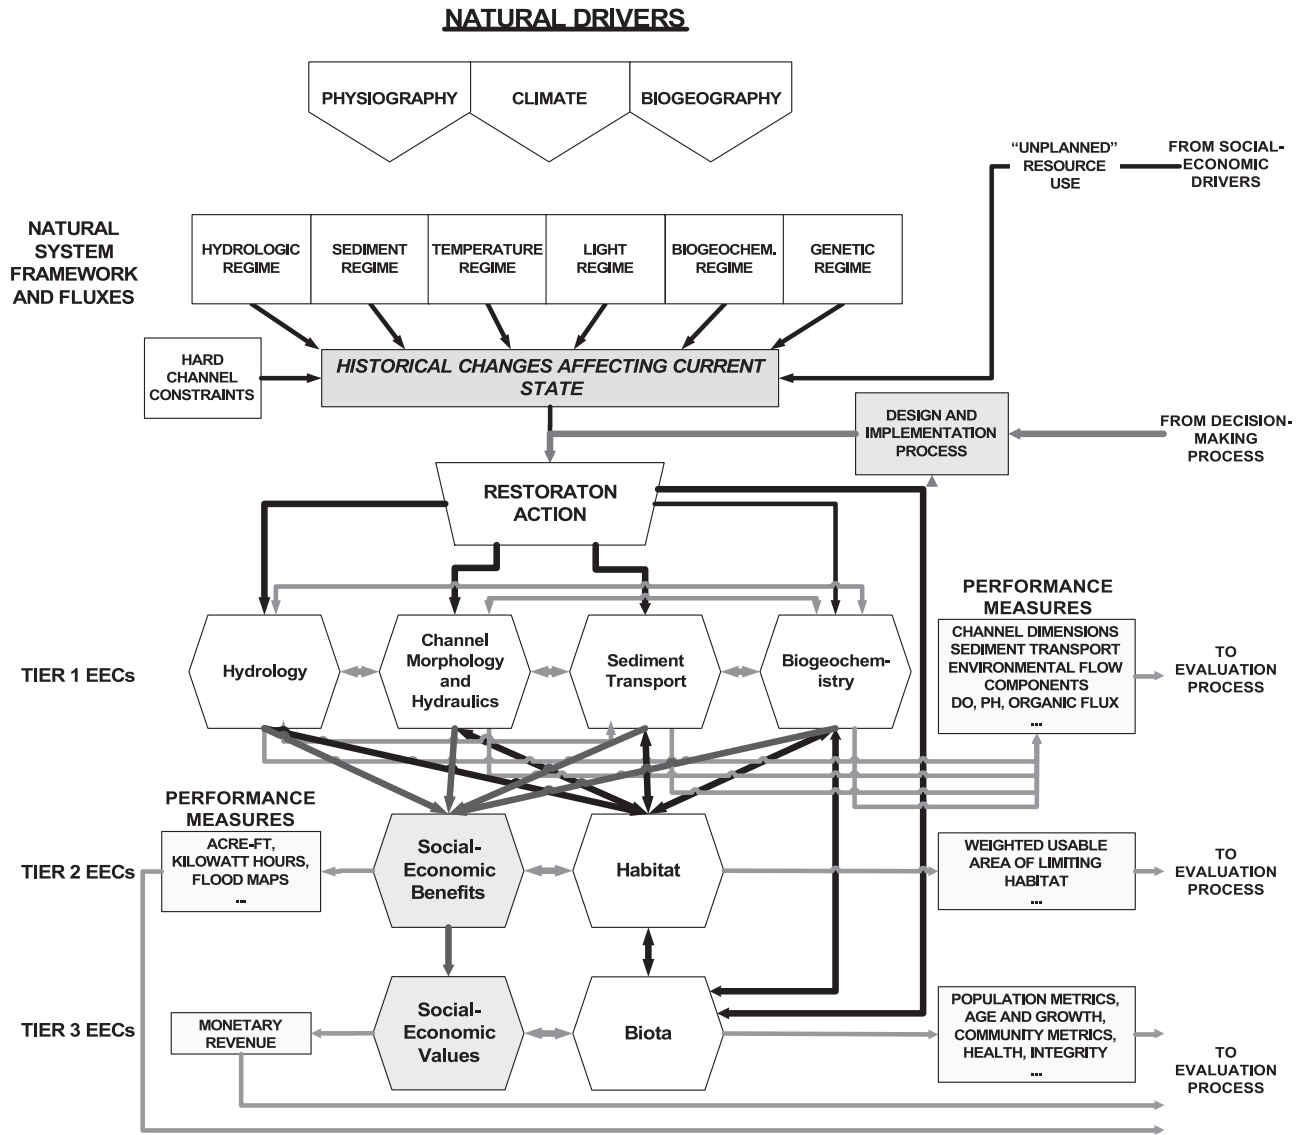 NATURAL DRIVERS
PHYSIOGRAPHY
CLIMATE
BIOGEOGRAPHY
"UNPLANNED"
RESOURCE
USE
FROM SOCIAL-
ECONOMIC
DRIVERS
NATURAL
SYSTEM
FRAMEWORK
AND FLUXES
HYDROLOGIC
REGIME
SEDIMENT
REGIME
TEMPERATURE
REGIME
LIGHT
REGIME
BIOGEOCHEM.
REGIME
GENETIC
REGIME
HARD
CHANNEL
CONSTRAINTS
HISTORICAL CHANGES AFFECTING CURRENT
STATE
DESIGN AND
IMPLEMENTATION
PROCESS
FROM DECISION-
MAKING
PROCESS
RESTORATON
ACTION
TIER 1 EECs
Hydrology
Channel
Morphology
and
Hydraulics
Sediment
Transport
Biogeochem-
istry
PERFORMANCE
MEASURES
CHANNEL DIMENSIONS
SEDIMENT TRANSPORT
ENVIRONMENTAL FLOW
COMPONENTS
DO, PH, ORGANIC FLUX
...
TO
EVALUATION
PROCESS
PERFORMANCE
MEASURES
TIER 2 EECs
ACRE-FT,
KILOWATT HOURS,
FLOOD MAPS
...
Social-
Economic
Benefits
Habitat
WEIGHTED USABLE
AREA OF LIMITING
HABITAT
...
TO
EVALUATION
PROCESS
TIER 3 EECs
MONETARY
REVENUE
Social-
Economic
Values
Biota
POPULATION METRICS,
AGE AND GROWTH,
COMMUNITY METRICS,
HEALTH, INTEGRITY
...
TO
EVALUATION
PROCESS